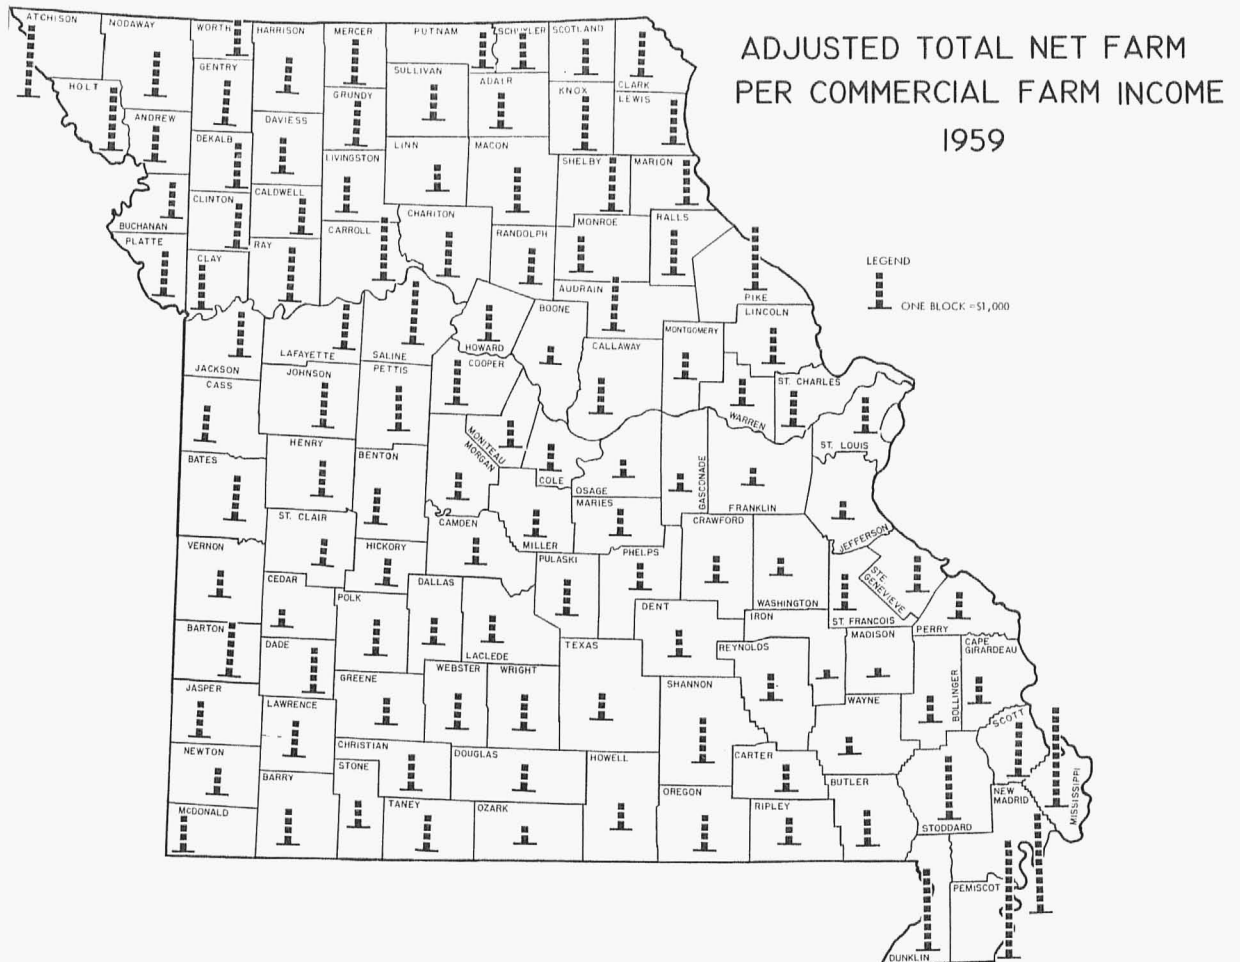 ADJUSTED TOTAL NET FARM
PER COMMERCIAL FARM INCOME
1959
LEGEND
ONE BLOCK =$1,000
ATCHISON
NODAWAY
WORTH
HARRISON
MERCER
PUTNAM
SCHUYLER
SCOTLAND
CLARK
HOLT
GENTRY
SULLIVAN
ADAIR
KNOX
LEWIS
ANDREW
DEKALB
DAVIESS
GRUNDY
LINN
MACON
SHELBY
MARION
LIVINGSTON
BUCHANAN
CLINTON
CALDWELL
CARROLL
CHARITON
RANDOLPH
MONROE
RALLS
PLATTE
CLAY
RAY
AUDRAIN
PIKE
JACKSON
LAFAYETTE
SALINE
HOWARD
BOONE
CALLAWAY
MONTGOMERY
LINCOLN
CASS
JOHNSON
PETTIS
COOPER
WARREN
ST. CHARLES
ST. LOUIS
MONITEAU
MORGAN
COLE
OSAGE
GASCONADE
FRANKLIN
BATES
HENRY
BENTON
MARIES
JEFFERSON
ST. CLAIR
CAMDEN
MILLER
CRAWFORD
VERNON
HICKORY
PULASKI
PHELPS
WASHINGTON
STE
GENEVIEVE
ST. FRANCOIS
PERRY
CEDAR
POLK
DALLAS
DENT
IRON
MADISON
BARTON
DADE
LACLEDE
TEXAS
REYNOLDS
CAPE
GIRARDEAU
BOLLINGER
JASPER
GREENE
WEBSTER
WRIGHT
SHANNON
WAYNE
LAWRENCE
SCOTT
NEWTON
CHRISTIAN
DOUGLAS
HOWELL
CARTER
BUTLER
STODDARD
NEW
MADRID
MISSISSIPPI
BARRY
STONE
OREGON
RIPLEY
MCDONALD
TANEY
OZARK
PEMISCOT
DUNKLIN